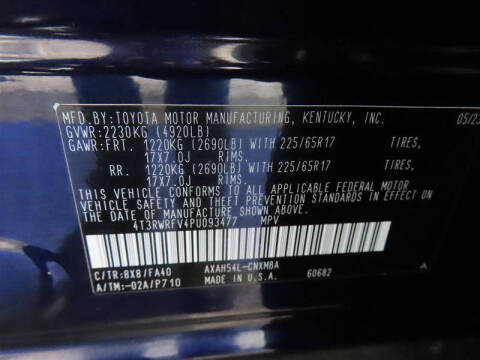 MFD.BY:TOYOTA MOTOR MANUFACTURING, KENTUCKY, INC. 05/23
GVWR:2230KG (4920LB)
GAWR:FRT. 1220KG (2690LB) WITH 225/65R17 TIRES,
17X7.0J RIMS.
RR. 1220KG (2690LB) WITH 225/65R17 TIRES,
17X7.0J RIMS.
THIS VEHICLE CONFORMS TO ALL APPLICABLE FEDERAL MOTOR
VEHICLE SAFETY AND THEFT PREVENTION STANDARDS IN EFFECT ON
THE DATE OF MANUFACTURE SHOWN ABOVE.
4T3RWRFV4PU093477 MPV
C/TR:8X8/FA40 AXAH54L-CNXMBA A
A/TM:-02A/P710 MADE IN U.S.A. 60682